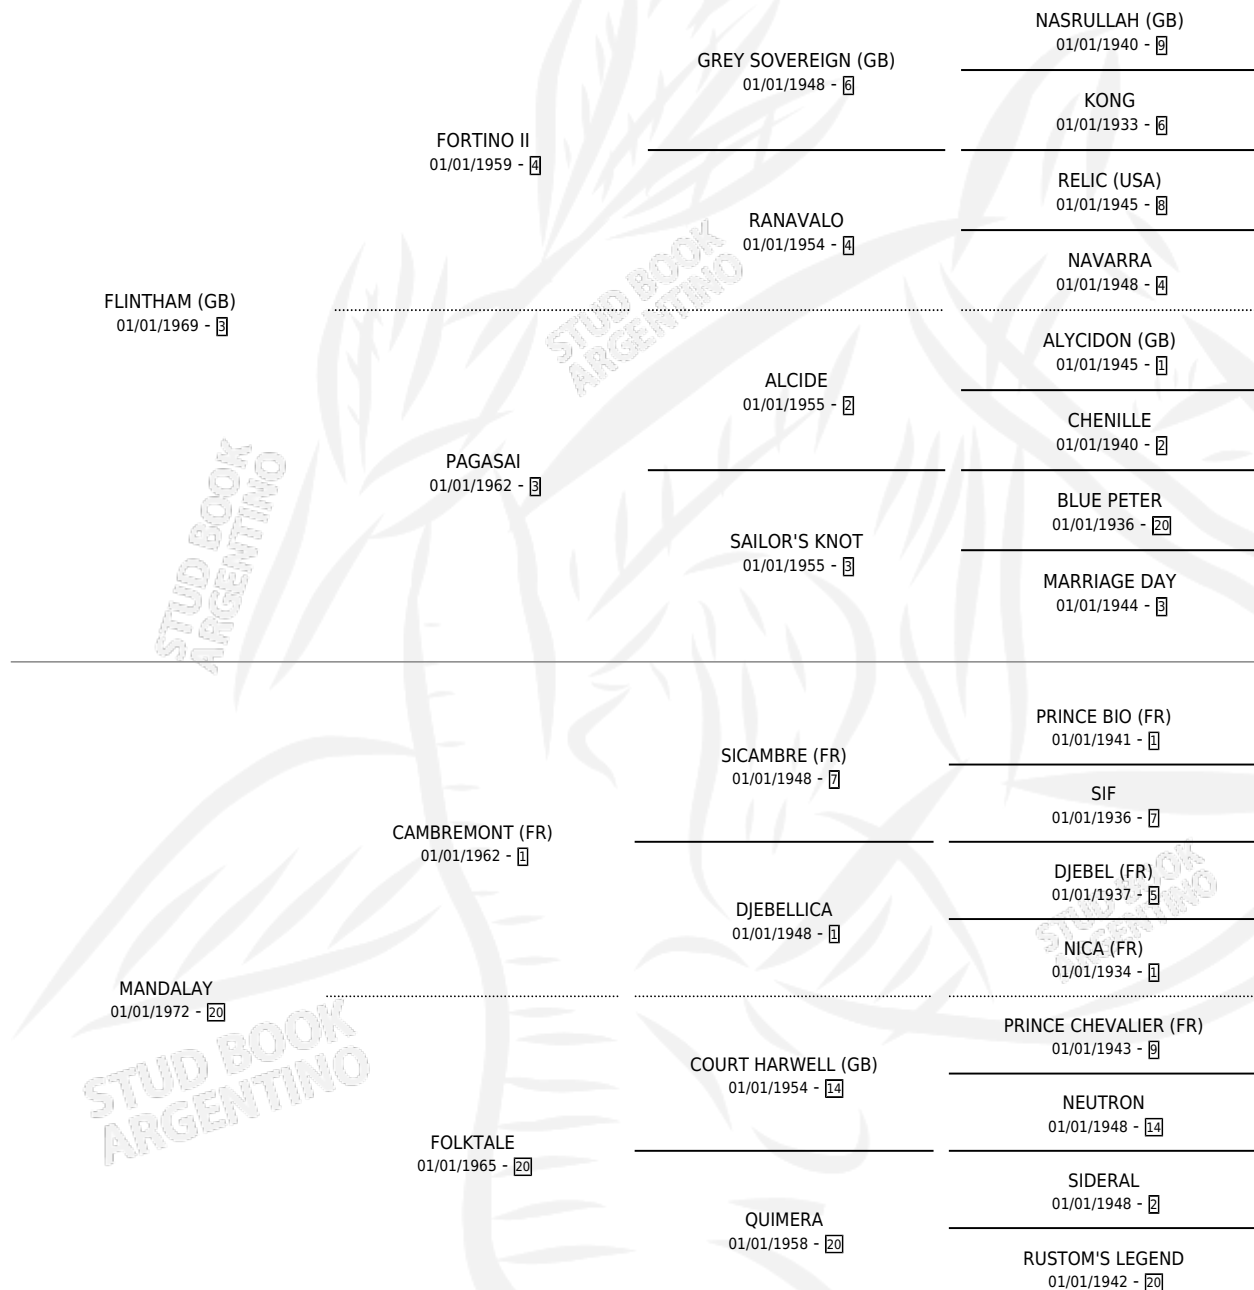 NASRULLAH (GB)
01/01/1940 - 9
GREY SOVEREIGN (GB)
01/01/1948 - 6
KONG
01/01/1933 - 6
FORTINO II
01/01/1959 - 4
RELIC (USA)
01/01/1945 - 8
RANAVALO
01/01/1954 - 4
NAVARRA
01/01/1948 - 4
FLINTHAM (GB)
01/01/1969 - 3
ALYCIDON (GB)
01/01/1945 - 1
ALCIDE
01/01/1955 - 2
CHENILLE
01/01/1940 - 2
PAGASAI
01/01/1962 - 3
BLUE PETER
01/01/1936 - 20
SAILOR'S KNOT
01/01/1955 - 3
MARRIAGE DAY
01/01/1944 - 3
PRINCE BIO (FR)
01/01/1941 - 1
SICAMBRE (FR)
01/01/1948 - 7
SIF
01/01/1936 - 7
CAMBREMONT (FR)
01/01/1962 - 1
DJEBEL (FR)
01/01/1937 - 5
DJEBELLICA
01/01/1948 - 1
NICA (FR)
01/01/1934 - 1
MANDALAY
01/01/1972 - 20
PRINCE CHEVALIER (FR)
01/01/1943 - 9
COURT HARWELL (GB)
01/01/1954 - 14
NEUTRON
01/01/1948 - 14
FOLKTALE
01/01/1965 - 20
SIDERAL
01/01/1948 - 2
QUIMERA
01/01/1958 - 20
RUSTOM'S LEGEND
01/01/1942 - 20
STUD BOOK
ARGENTINO
STUD BOOK
ARGENTINO
STUD BOOK
ARGENTINO
STUD BOOK
ARGENTINO